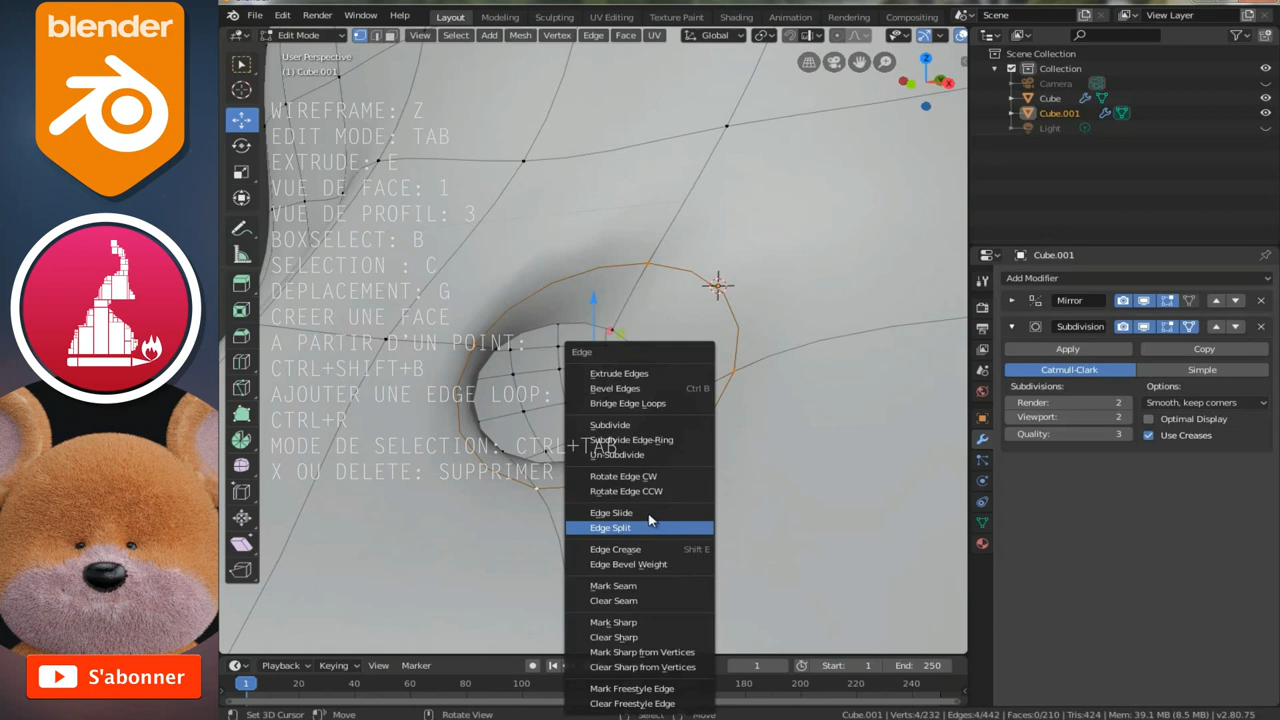 blender
S'abonner
File Edit Render Window Help Layout Modeling Sculpting UV Editing Texture Paint Shading Animation Rendering Compositing Scene View Layer
Edit Mode View Select Add Mesh Vertex Edge Face UV Global
User Perspective
(1) Cube.001
WIREFRAME: Z
EDIT MODE: TAB
EXTRUDE: E
VUE DE FACE: 1
VUE DE PROFIL: 3
BOXSELECT: B
SELECTION : C
DEPLACEMENT: G
CREER UNE FACE
A PARTIR D'UN POINT:
CTRL+SHIFT+B
AJOUTER UNE EDGE LOOP:
CTRL+R
MODE DE SELECTION: CTRL+TAB
X OU DELETE: SUPPRIMER
Edge
Extrude Edges
Bevel Edges Ctrl B
Bridge Edge Loops
Subdivide
Subdivide Edge-Ring
Un-Subdivide
Rotate Edge CW
Rotate Edge CCW
Edge Slide
Edge Split
Edge Crease Shift E
Edge Bevel Weight
Mark Seam
Clear Seam
Mark Sharp
Clear Sharp
Mark Sharp from Vertices
Clear Sharp from Vertices
Mark Freestyle Edge
Clear Freestyle Edge
Scene Collection
Collection
Camera
Cube
Cube.001
Light
Cube.001
Add Modifier
Mirror
Subdivision
Apply Copy
Catmull-Clark Simple
Subdivisions: Options:
Render: 2 Smooth, keep corners
Viewport: 2 Optimal Display
Quality: 3 Use Creases
Playback Keying View Marker 1 Start: 1 End: 250
1 20 40 60 80 100 180 200 220 240
Set 3D Cursor Move Rotate View Select Move Cube.001 | Verts:4/232 | Edges:4/442 | Faces:0/210 | Tris:424 | Mem: 39.1 MB (8.5 MB) | v2.80.75